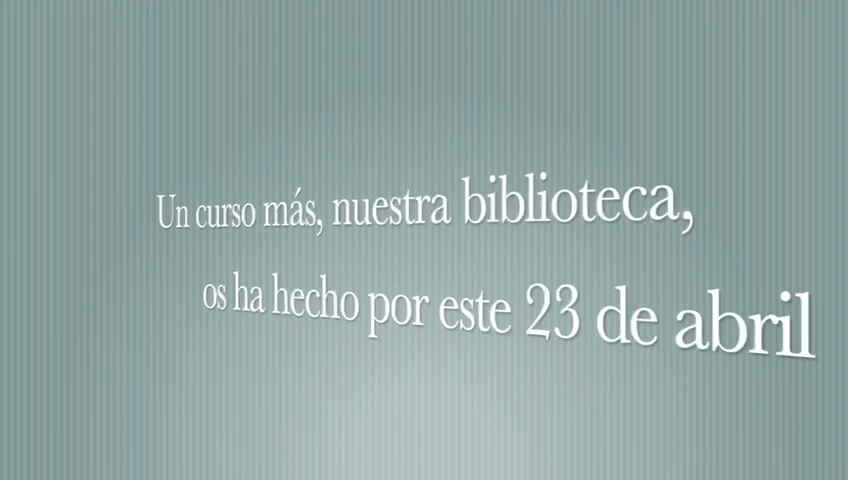 Un curso más, nuestra biblioteca,
os ha hecho por este 23 de abril